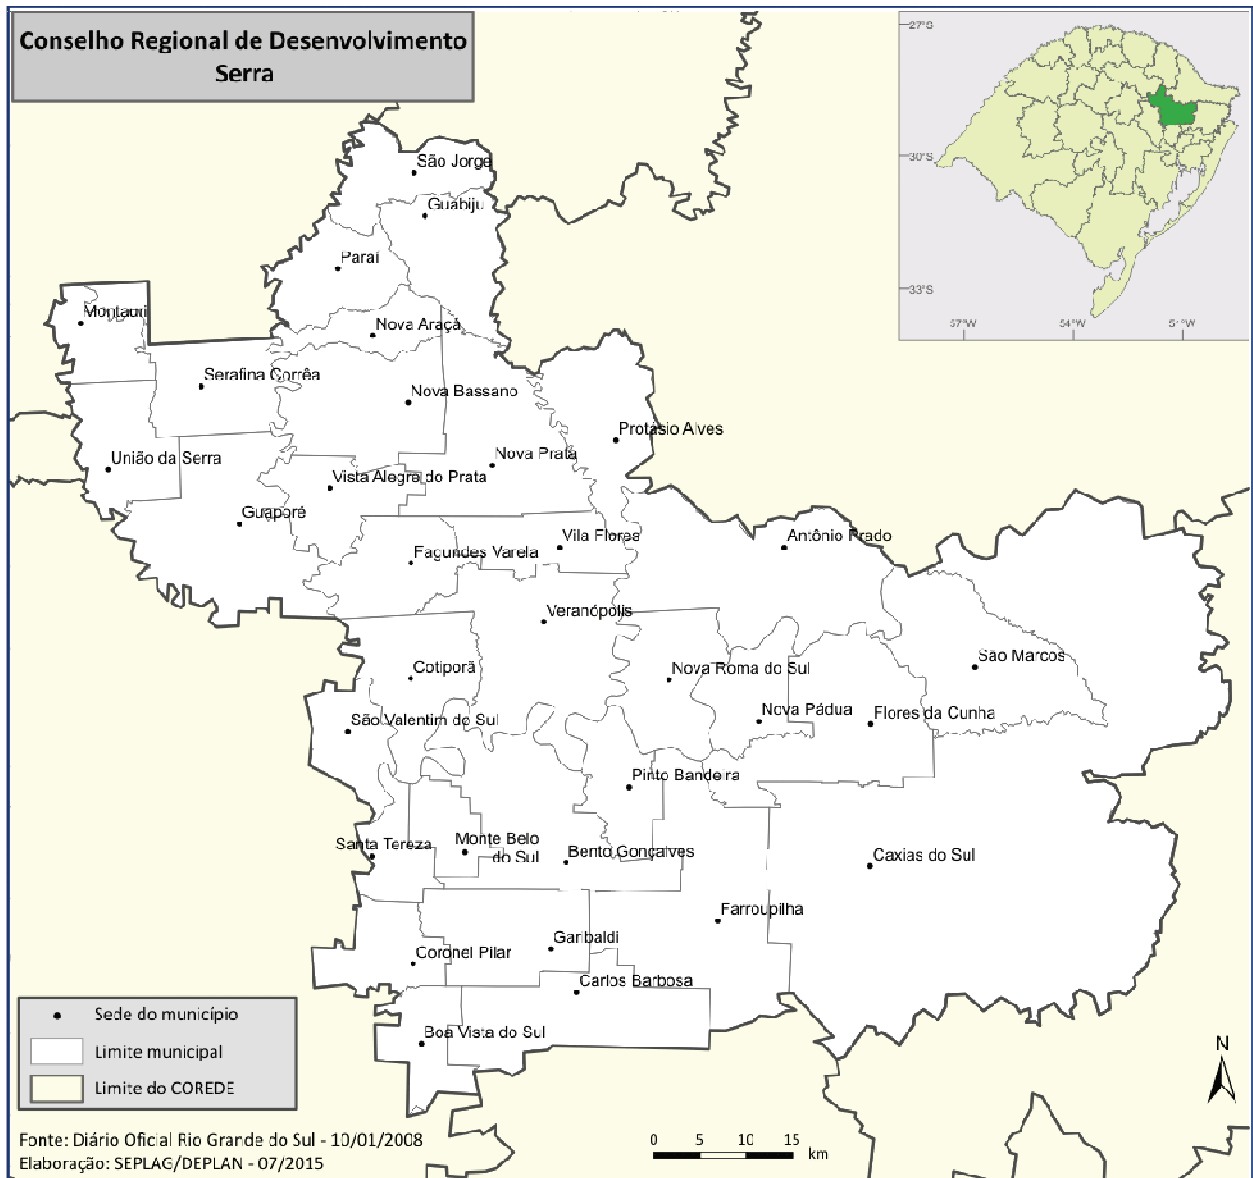 Conselho Regional de Desenvolvimento
Serra
27°S
30°S
33°S
57°W
54°W
51°W
São Jorge
Guabiju
Paraí
Montauri
Nova Araçá
Serafina Corrêa
Nova Bassano
Protásio Alves
União da Serra
Nova Prata
Vista Alegre do Prata
Guaporé
Vila Flores
Antônio Prado
Fagundes Varela
Veranópolis
São Marcos
Cotiporã
Nova Roma do Sul
Nova Pádua
Flores da Cunha
São Valentim do Sul
Pinto Bandeira
Santa Tereza
Monte Belo
do Sul
Bento Gonçalves
Caxias do Sul
Farroupilha
Garibaldi
Coronel Pilar
Carlos Barbosa
Boa Vista do Sul
Sede do município
Limite municipal
Limite do COREDE
N
Fonte: Diário Oficial Rio Grande do Sul - 10/01/2008
Elaboração: SEPLAG/DEPLAN - 07/2015
0 5 10 15
km